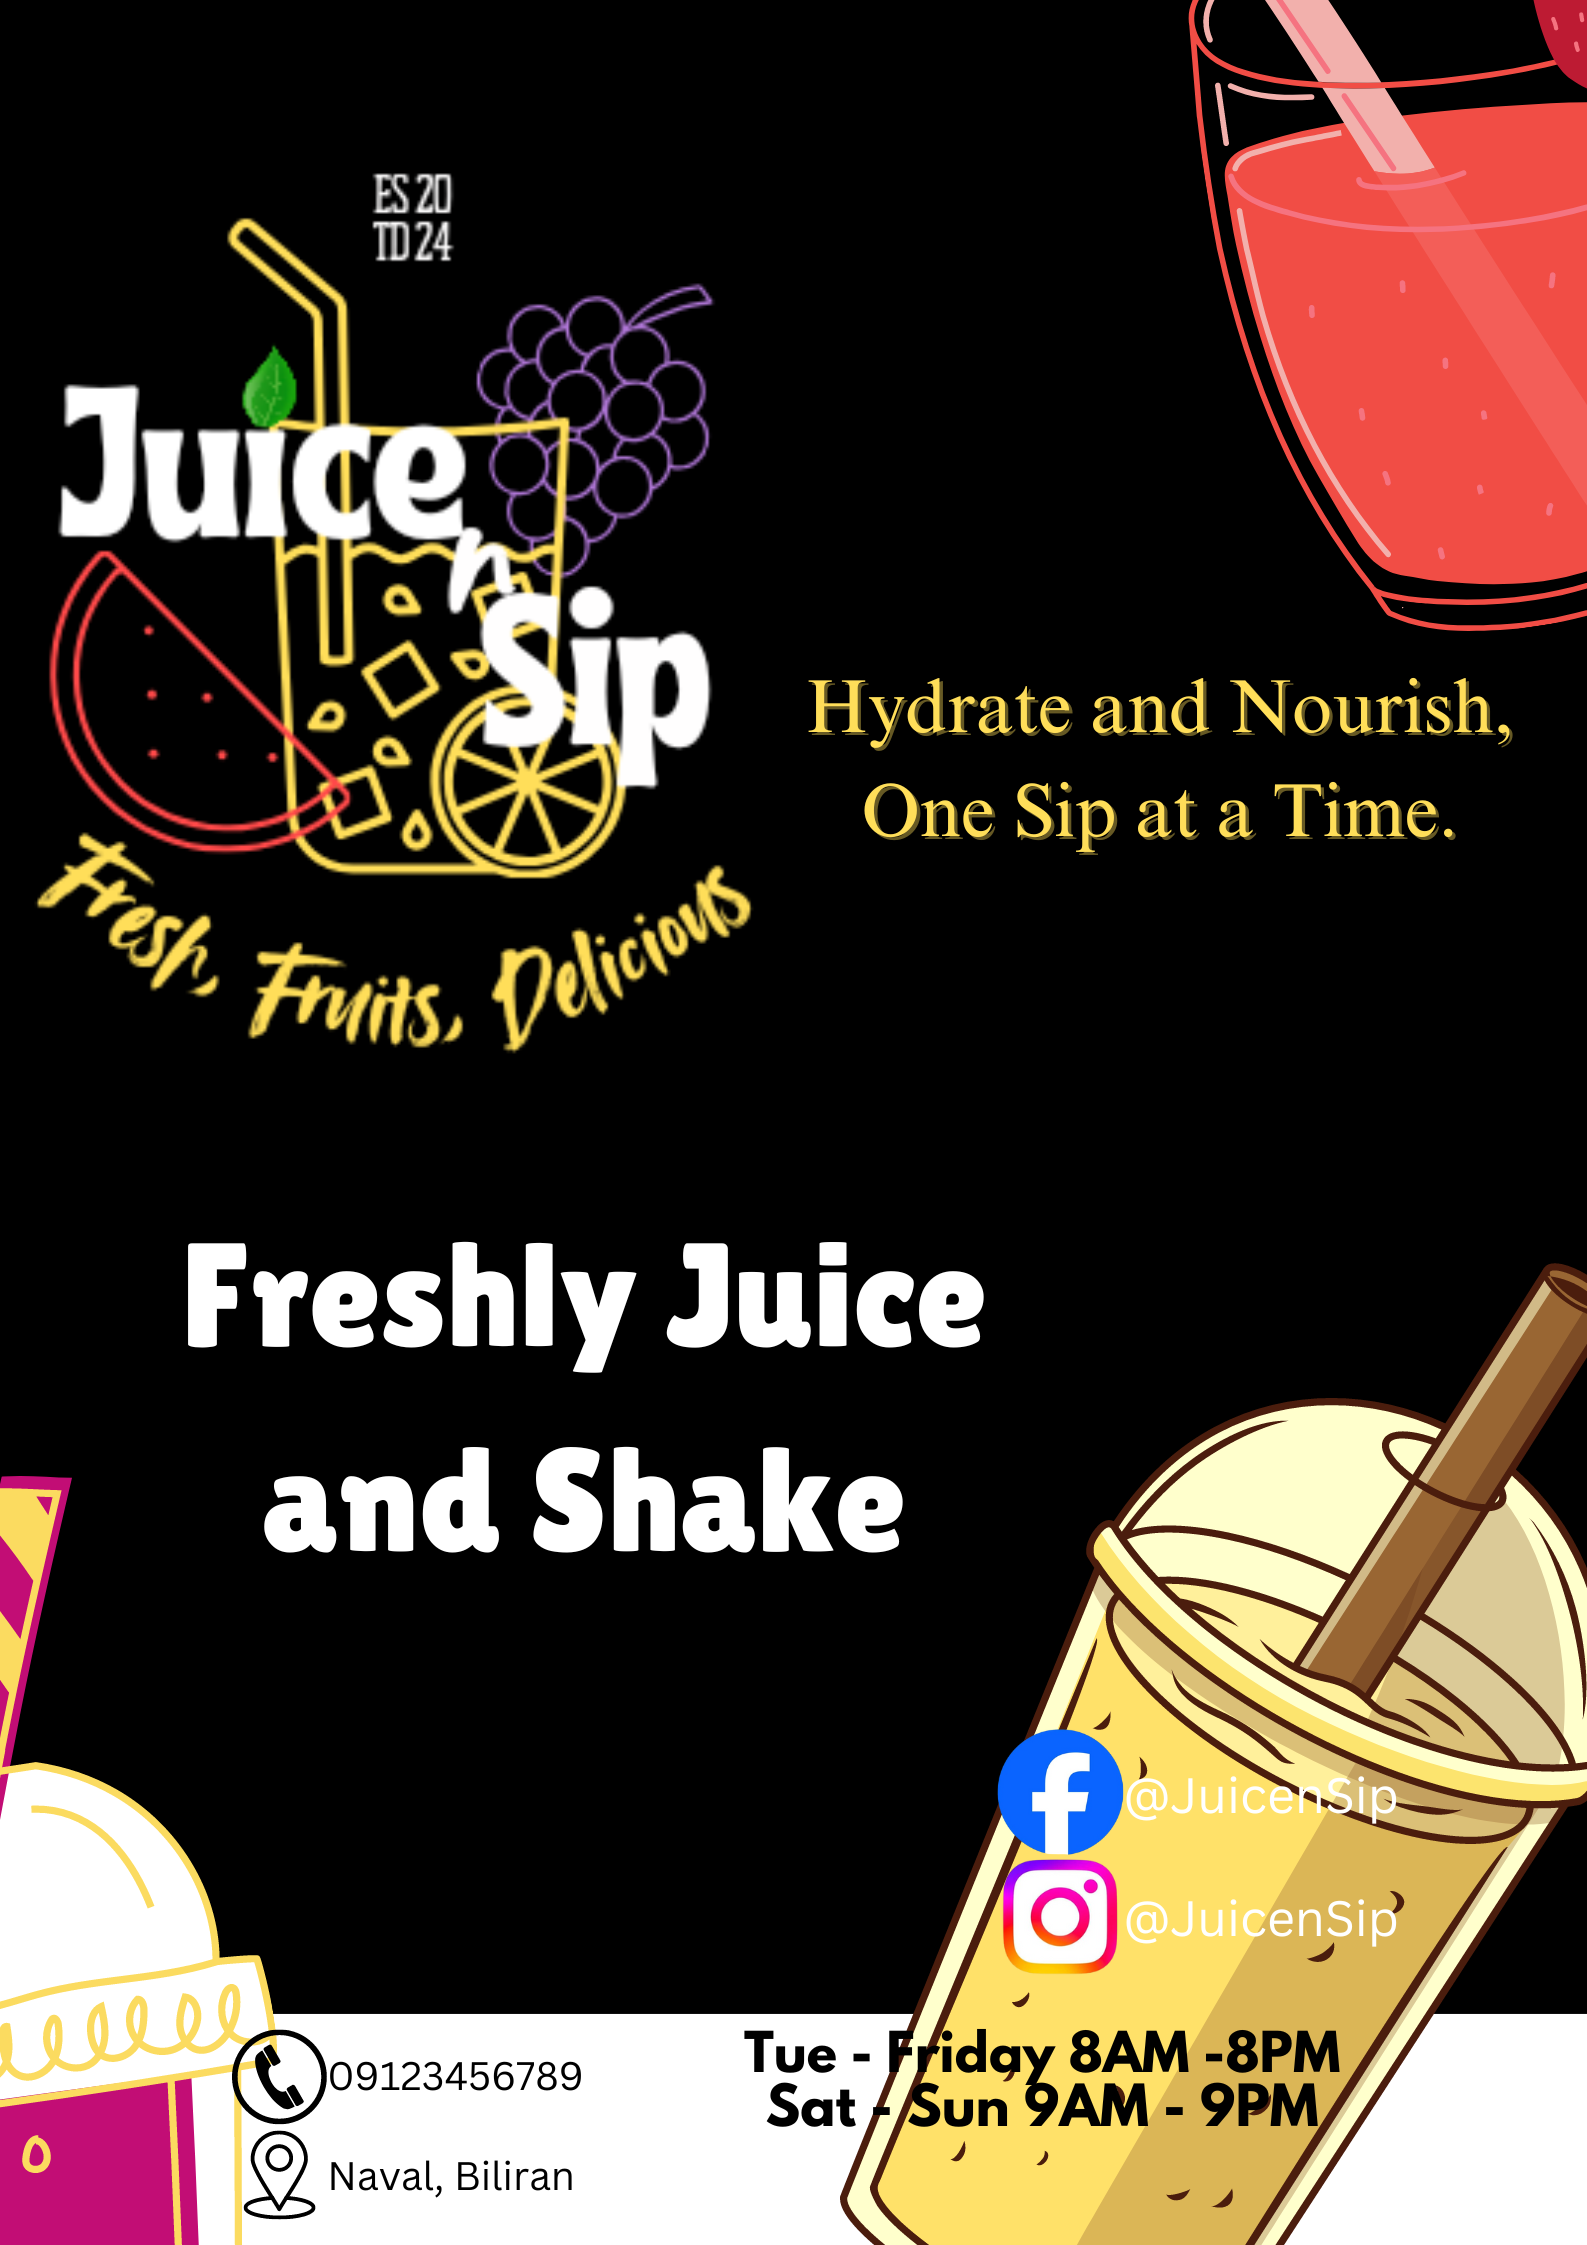 ES 20
TD 24
Juice
n
Sip
Fresh, Fruits, Delicious
Hydrate and Nourish,
One Sip at a Time.
Freshly Juice
and Shake
@JuicenSip
@JuicenSip
09123456789
Naval, Biliran
Tue - Friday 8AM -8PM
Sat - Sun 9AM - 9PM